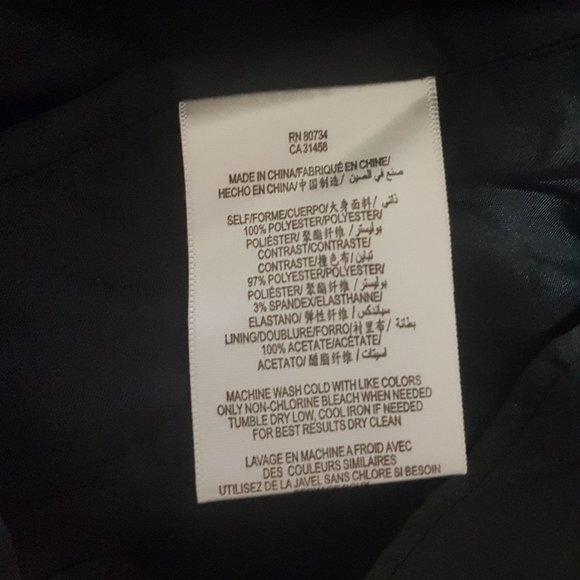 RN 80734
CA 31458
MADE IN CHINA/FABRIQUÉ EN CHINE/
HECHO EN CHINA/中国制造/ صنع في الصين
SELF/FORME/CUERPO/大身面料/ ذاتي
100% POLYESTER/POLYESTER/
POLIÉSTER/聚酯纤维 / بوليستر
CONTRAST/CONTRASTE/
CONTRASTE/撞色布/ تباين
97% POLYESTER/POLYESTER/
POLIÉSTER/ 聚酯纤维 / بوليستر
3% SPANDEX/ELASTHANNE/
ELASTANO/ 弹性纤维 / سباندكس
LINING/DOUBLURE/FORRO/衬里布/ بطانة
100% ACETATE/ACÉTATE/
ACETATO/ 醋酯纤维 / اسيتات
MACHINE WASH COLD WITH LIKE COLORS
ONLY NON-CHLORINE BLEACH WHEN NEEDED
TUMBLE DRY LOW, COOL IRON IF NEEDED
FOR BEST RESULTS DRY CLEAN
LAVAGE EN MACHINE A FROID AVEC
DES COULEURS SIMILAIRES
UTILISEZ DE LA JAVEL SANS CHLORE SI BESOIN